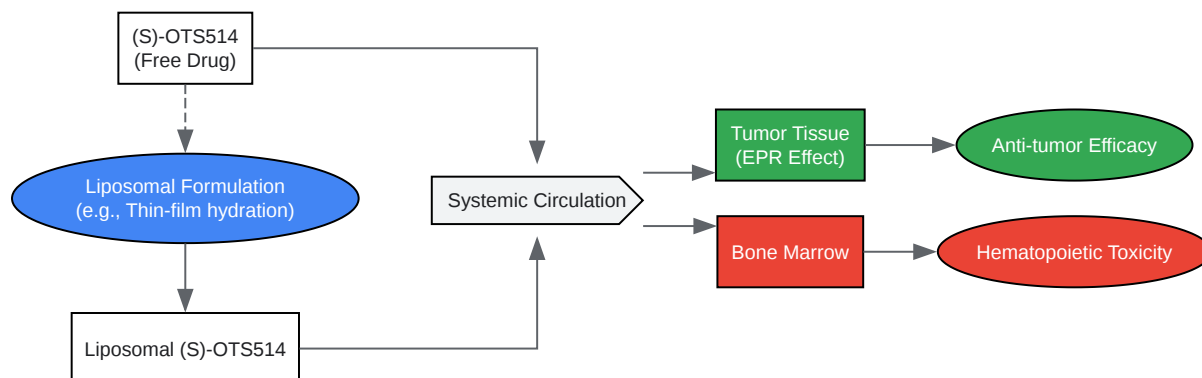 (S)-OTS514
(Free Drug)
Liposomal Formulation
(e.g., Thin-film hydration)
Liposomal (S)-OTS514
Systemic Circulation
Tumor Tissue
(EPR Effect)
Anti-tumor Efficacy
Bone Marrow
Hematopoietic Toxicity